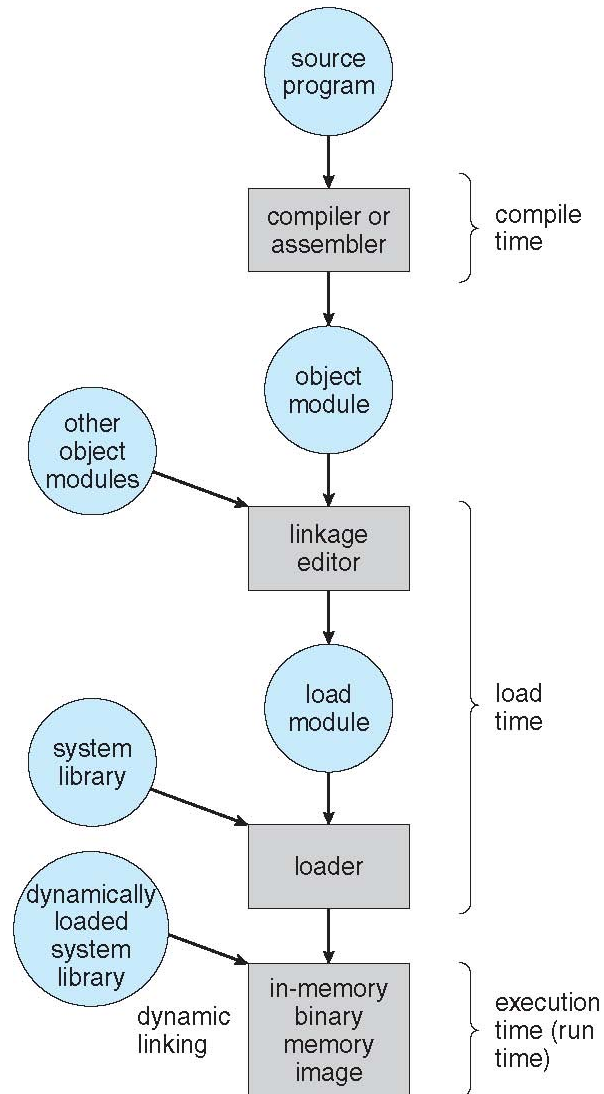 source
program
compiler or
assembler
compile
time
object
module
other
object
modules
linkage
editor
load
module
load
time
system
library
loader
dynamically
loaded
system
library
dynamic
linking
in-memory
binary
memory
image
execution
time (run
time)